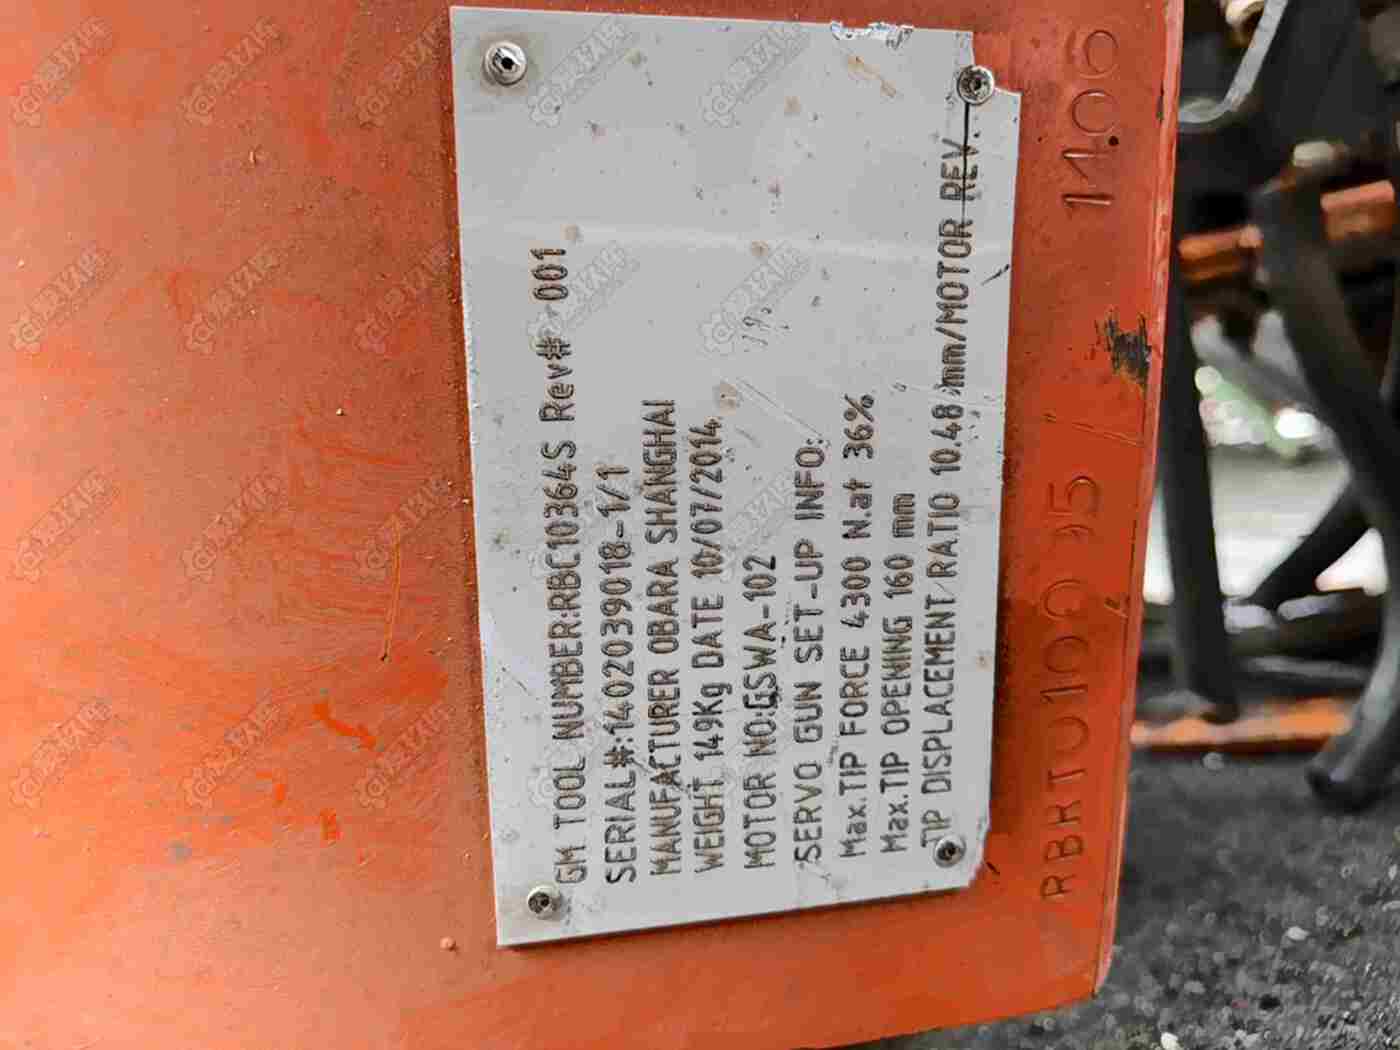 GM TOOL NUMBER:RBC10364S Rev#: 001
SERIAL#:1402039018-1/1
MANUFACTURER OBARA SHANGHAI
WEIGHT 149Kg DATE 10/07/2014
MOTOR NO:GSWA-102
SERVO GUN SET-UP INFO:
Max.TIP FORCE 4300 N.at 36%
Max.TIP OPENING 160 mm
TIP DISPLACEMENT/RATIO 10.48 mm/MOTOR REV.
11.06